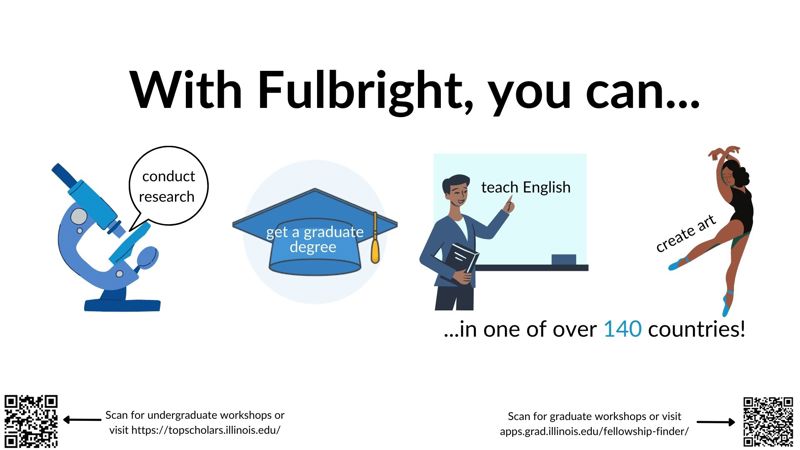 With Fulbright, you can...
conduct
research
get a graduate
degree
teach English
create art
...in one of over 140 countries!
Scan for undergraduate workshops or
visit https://topscholars.illinois.edu/
Scan for graduate workshops or visit
apps.grad.illinois.edu/fellowship-finder/